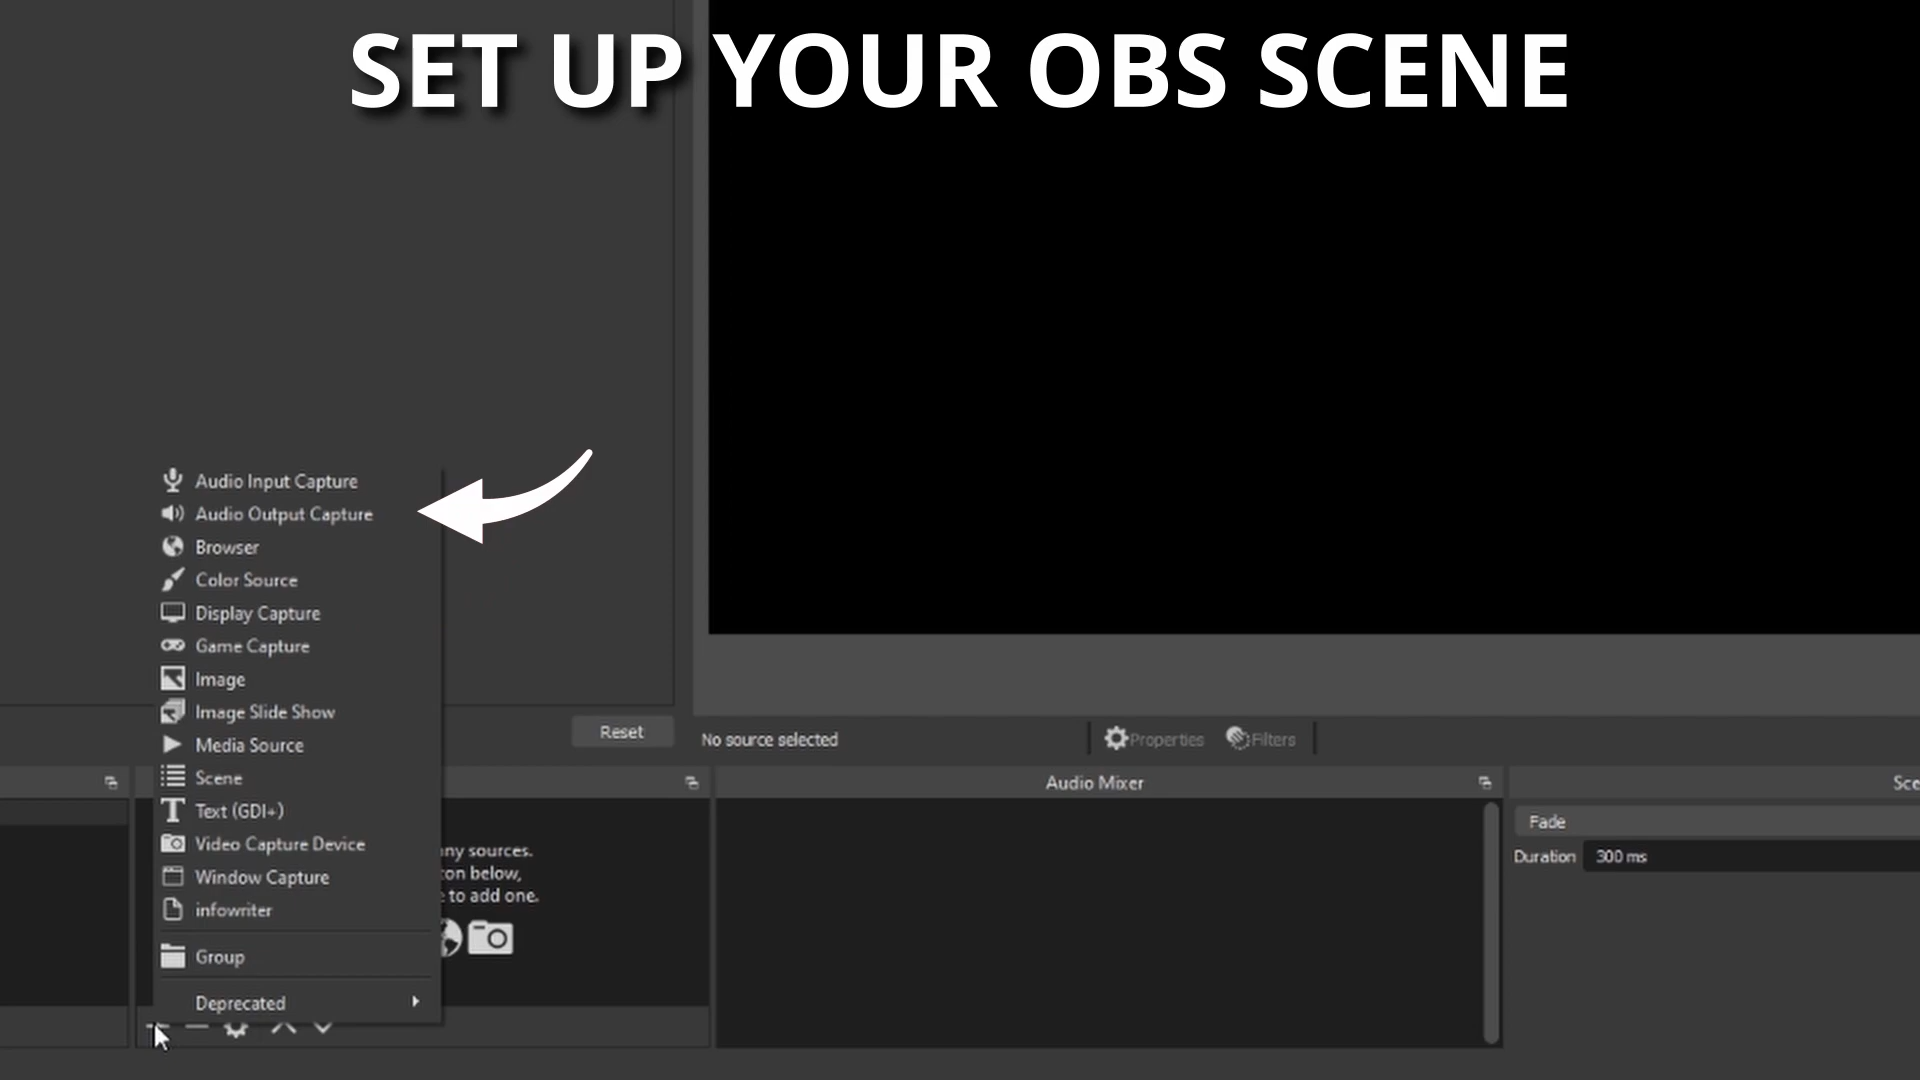 SET UP YOUR OBS SCENE
Audio Input Capture
Audio Output Capture
Browser
Color Source
Display Capture
Game Capture
Image
Image Slide Show
Media Source
Scene
Text (GDI+)
Video Capture Device
Window Capture
infowriter
Group
Deprecated
Reset
No source selected
Properties
Filters
ny sources.
on below,
to add one.
Audio Mixer
Sce
Fade
Duration
300 ms